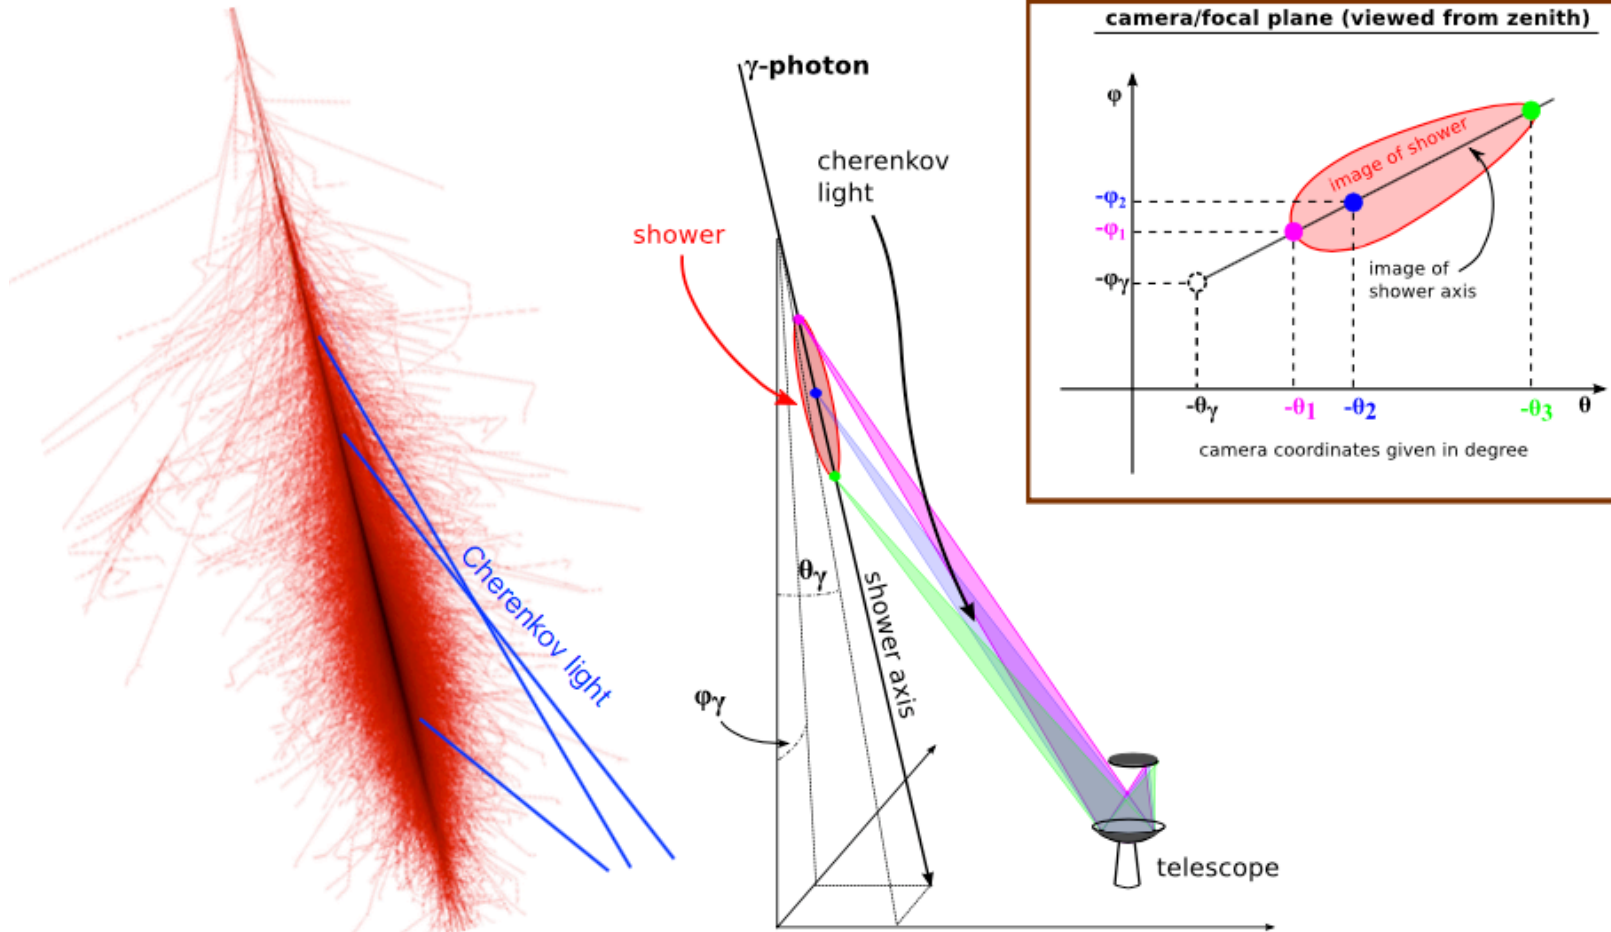 Cherenkov light
γ-photon
cherenkov
light
shower
θγ
φγ
shower axis
telescope
camera/focal plane (viewed from zenith)
φ
-φ2
-φ1
-φγ
image of shower
image of
shower axis
-θγ
-θ1
-θ2
-θ3
θ
camera coordinates given in degree